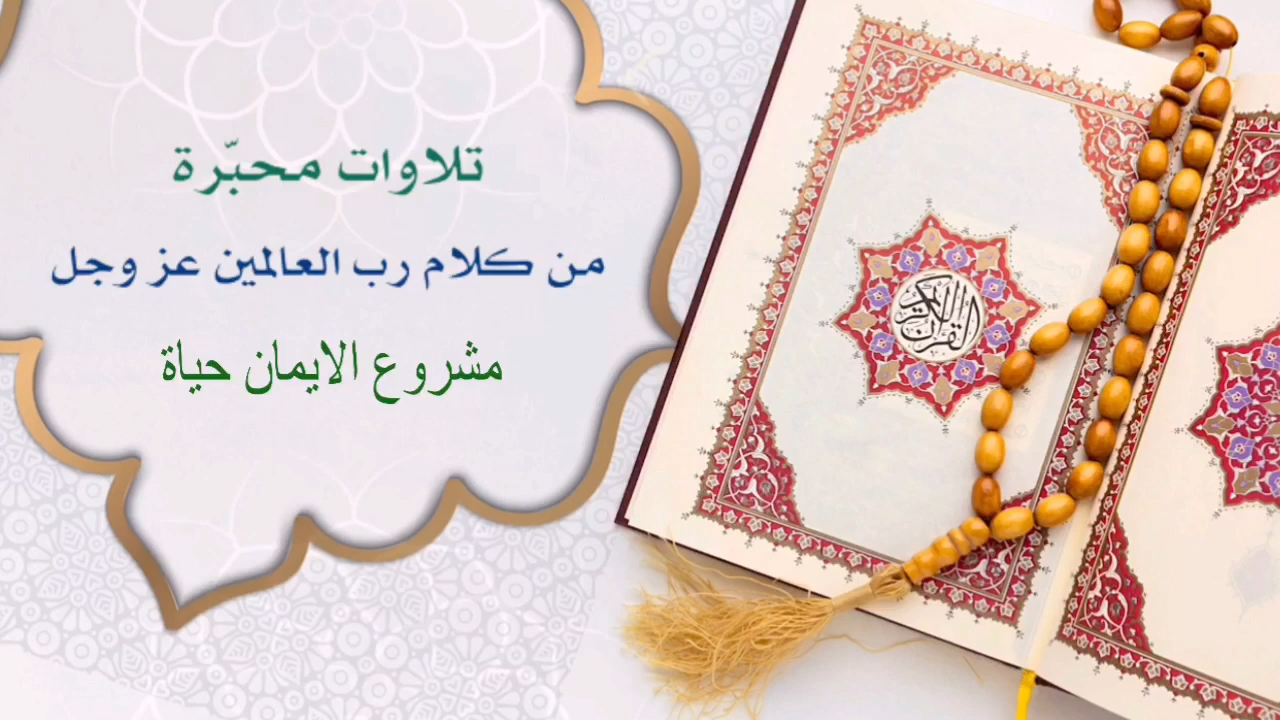 تلاوات محبّرة
من كلام رب العالمين عز وجل
مشروع الايمان حياة
القرآن الكريم